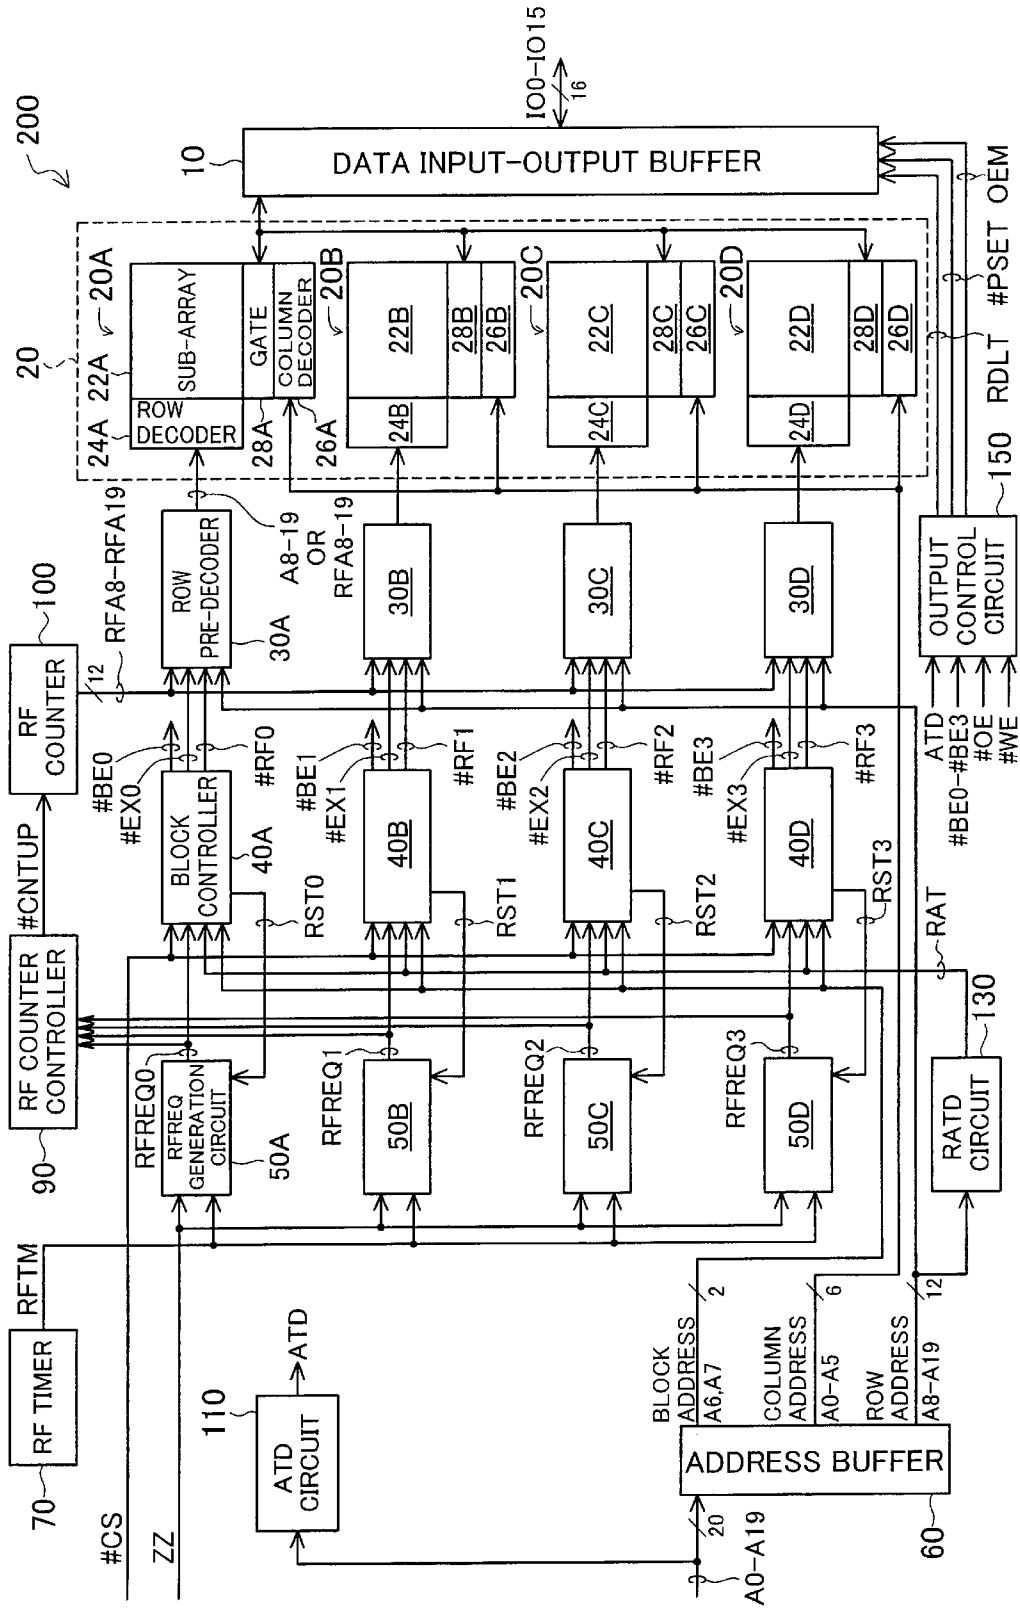 200
RF TIMER
70
RFTM
RF COUNTER
CONTROLLER
90
#CNTUP
RF
COUNTER
100
12
RFA8-RFA19
#CS
ZZ
RFREQ0
RFREQ
GENERATION
CIRCUIT
50A
RST0
BLOCK
CONTROLLER
40A
#BE0
#EX0
#RF0
ROW
PRE-DECODER
30A
A8-19
OR
RFA8-19
20
20A
22A
24A
SUB-ARRAY
ROW
DECODER
GATE
COLUMN
DECODER
28A
26A
10
DATA INPUT-OUTPUT BUFFER
IO0-IO15
16
RFREQ1
50B
RST1
40B
#BE1
#EX1
#RF1
30B
20B
24B
22B
28B
26B
RFREQ2
50C
RST2
40C
#BE2
#EX2
#RF2
30C
20C
24C
22C
28C
26C
RFREQ3
50D
RST3
40D
#BE3
#EX3
#RF3
30D
20D
24D
22D
28D
26D
110
ATD
CIRCUIT
ATD
A0-A19
20
ADDRESS BUFFER
60
BLOCK
ADDRESS
A6,A7
2
COLUMN
ADDRESS
A0-A5
6
ROW
ADDRESS
A8-A19
12
RATD
CIRCUIT
130
RAT
ATD
#BE0-#BE3
#OE
#WE
OUTPUT
CONTROL
CIRCUIT
150
RDLT
#PSET
OEM